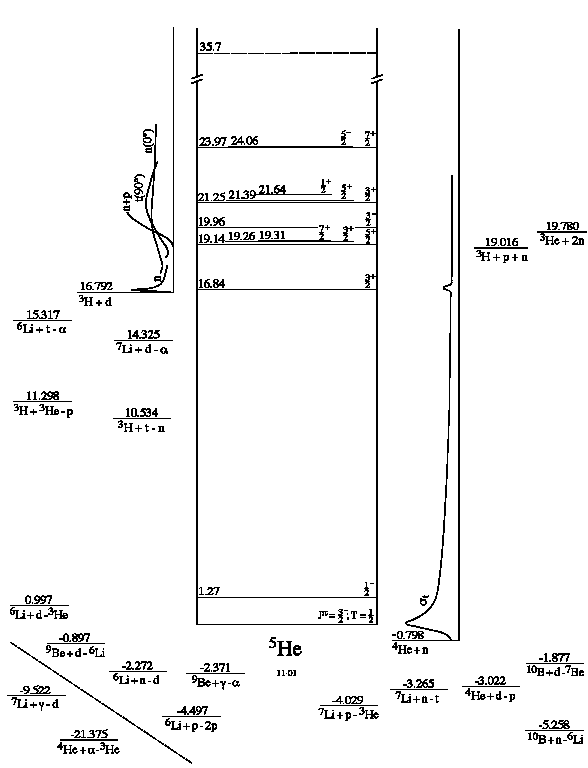 35.7
23.97 24.06 5/2⁻ 7/2⁺
21.25 21.39 21.64 1/2⁺ 5/2⁺ 3/2⁺
19.96 3/2⁻
19.14 19.26 19.31 7/2⁺ 3/2⁺ 5/2⁺
16.84 3/2⁺
1.27 1/2⁻
Jπ = 3/2⁻; T = 1/2
⁵He
11-01
n(0°)
t(90°)
n+p
n
16.792
³H + d
15.317
⁶Li + t - α
14.325
⁷Li + d - α
11.298
³H + ³He - p
10.534
³H + t - n
19.016
³H + p + n
19.780
³He + 2n
σt
-0.798
⁴He + n
0.997
⁶Li + d - ³He
-0.897
⁹Be + d - ⁶Li
-2.272
⁶Li + n - d
-2.371
⁹Be + γ - α
-9.522
⁷Li + γ - d
-4.497
⁶Li + p - 2p
-21.375
⁴He + α - ³He
-4.029
⁷Li + p - ³He
-3.265
⁷Li + n - t
-3.022
⁴He + d - p
-1.877
¹⁰B + d - ⁷Be
-5.258
¹⁰B + n - ⁶Li